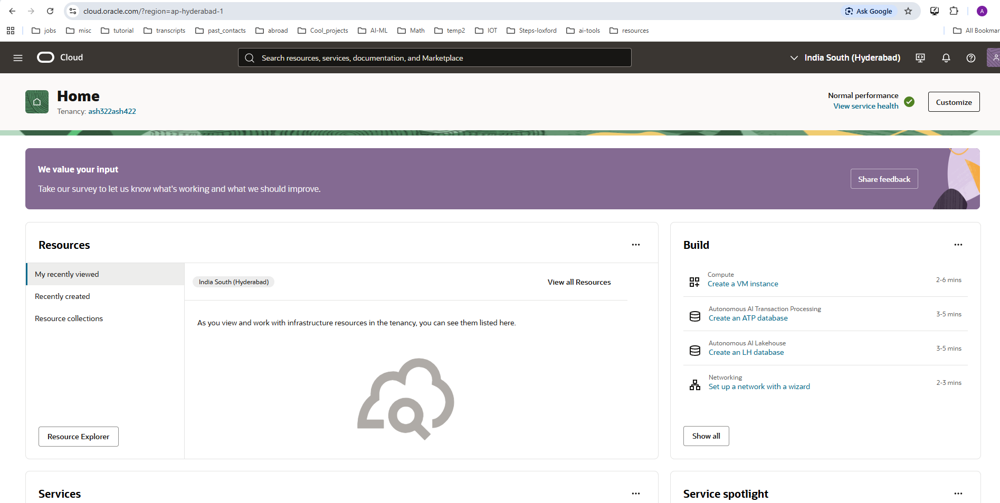 cloud.oracle.com/?region=ap-hyderabad-1
Ask Google
A
jobs
misc
tutorial
transcripts
past_contacts
abroad
Cool_projects
AI-ML
Math
temp2
IOT
Steps-loxford
ai-tools
resources
All Bookmar
Cloud
Search resources, services, documentation, and Marketplace
India South (Hyderabad)
Home
Tenancy: ash322ash422
Normal performance
View service health
Customize
We value your input
Take our survey to let us know what's working and what we should improve.
Share feedback
Resources
My recently viewed
Recently created
Resource collections
Resource Explorer
India South (Hyderabad)
View all Resources
As you view and work with infrastructure resources in the tenancy, you can see them listed here.
Build
Compute
Create a VM instance
2-6 mins
Autonomous AI Transaction Processing
Create an ATP database
3-5 mins
Autonomous AI Lakehouse
Create an LH database
3-5 mins
Networking
Set up a network with a wizard
2-3 mins
Show all
Services
Service spotlight